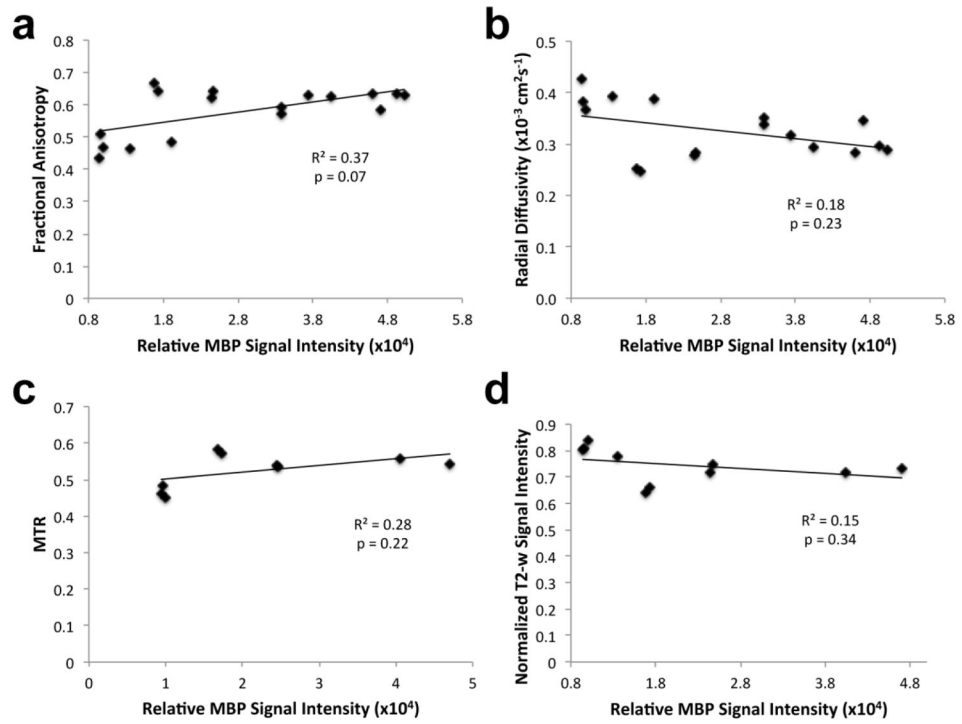 a
0.8
0.7
0.6
0.5
0.4
0.3
0.2
0.1
0
Fractional Anisotropy
R² = 0.37
p = 0.07
0.8 1.8 2.8 3.8 4.8 5.8
Relative MBP Signal Intensity (x10⁴)
b
0.5
0.4
0.3
0.2
0.1
0.0
Radial Diffusivity (x10⁻³ cm²s⁻¹)
R² = 0.18
p = 0.23
0.8 1.8 2.8 3.8 4.8 5.8
Relative MBP Signal Intensity (x10⁴)
c
0.7
0.6
0.5
0.4
0.3
0.2
0.1
0
MTR
R² = 0.28
p = 0.22
0 1 2 3 4 5
Relative MBP Signal Intensity (x10⁴)
d
0.9
0.8
0.7
0.6
0.5
0.4
0.3
0.2
0.1
0
Normalized T2-w Signal Intensity
R² = 0.15
p = 0.34
0.8 1.8 2.8 3.8 4.8
Relative MBP Signal Intensity (x10⁴)